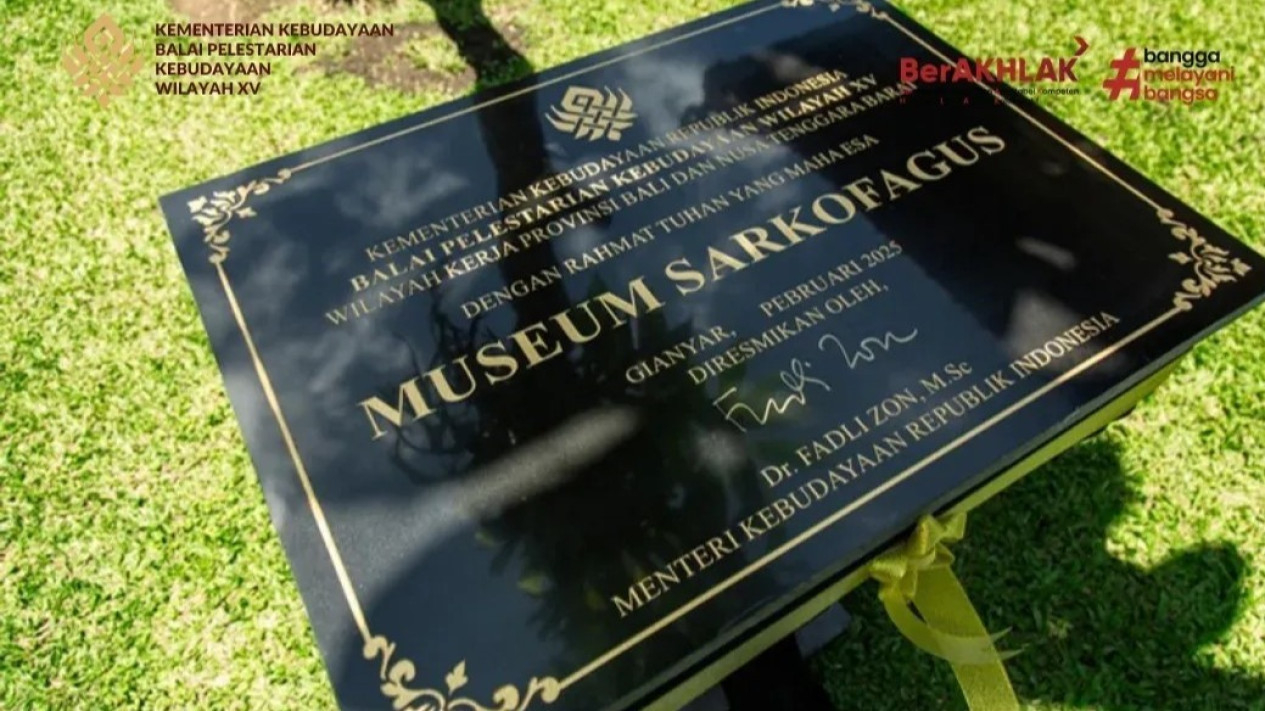 KEMENTERIAN KEBUDAYAAN
BALAI PELESTARIAN
KEBUDAYAAN
WILAYAH XV
BerAKHLAK
#
bangga
melayani
bangsa
KEMENTERIAN KEBUDAYAAN REPUBLIK INDONESIA
BALAI PELESTARIAN KEBUDAYAAN WILAYAH XV
WILAYAH KERJA PROVINSI BALI DAN NUSA TENGGARA BARAT
DENGAN RAHMAT TUHAN YANG MAHA ESA
MUSEUM SARKOFAGUS
GIANYAR, PEBRUARI 2025
DIRESMIKAN OLEH,
Fadli Zon
Dr. FADLI ZON, M.Sc
MENTERI KEBUDAYAAN REPUBLIK INDONESIA